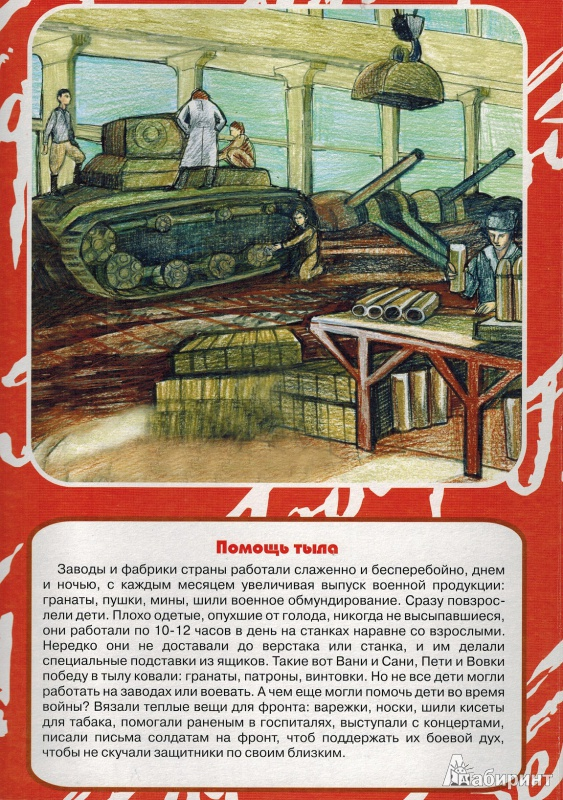 Помощь тыла
Заводы и фабрики страны работали слаженно и бесперебойно, днем
и ночью, с каждым месяцем увеличивая выпуск военной продукции:
гранаты, пушки, мины, шили военное обмундирование. Сразу повзрос-
лели дети. Плохо одетые, опухшие от голода, никогда не высыпавшиеся,
они работали по 10-12 часов в день на станках наравне со взрослыми.
Нередко они не доставали до верстака или станка, и им делали
специальные подставки из ящиков. Такие вот Вани и Сани, Пети и Вовки
победу в тылу ковали: гранаты, патроны, винтовки. Но не все дети могли
работать на заводах или воевать. А чем еще могли помочь дети во время
войны? Вязали теплые вещи для фронта: варежки, носки, шили кисеты
для табака, помогали раненым в госпиталях, выступали с концертами,
писали письма солдатам на фронт, чтоб поддержать их боевой дух,
чтобы не скучали защитники по своим близким.
Лабиринт